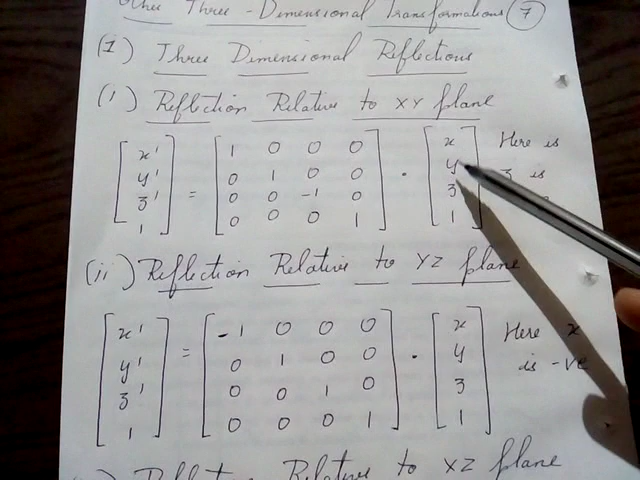 Other Three - Dimensional Transformations 7
(I) Three Dimensional Reflections
(i) Reflection Relative to XY plane
[x' y' z' 1] = [1 0 0 0 0 1 0 0 0 0 -1 0 0 0 0 1] . [x y z 1] Here is z is
(ii) Reflection Relative to YZ plane
[x' y' z' 1] = [-1 0 0 0 0 1 0 0 0 0 1 0 0 0 0 1] . [x y z 1] Here x is -ve
Reflection Relative to XZ plane